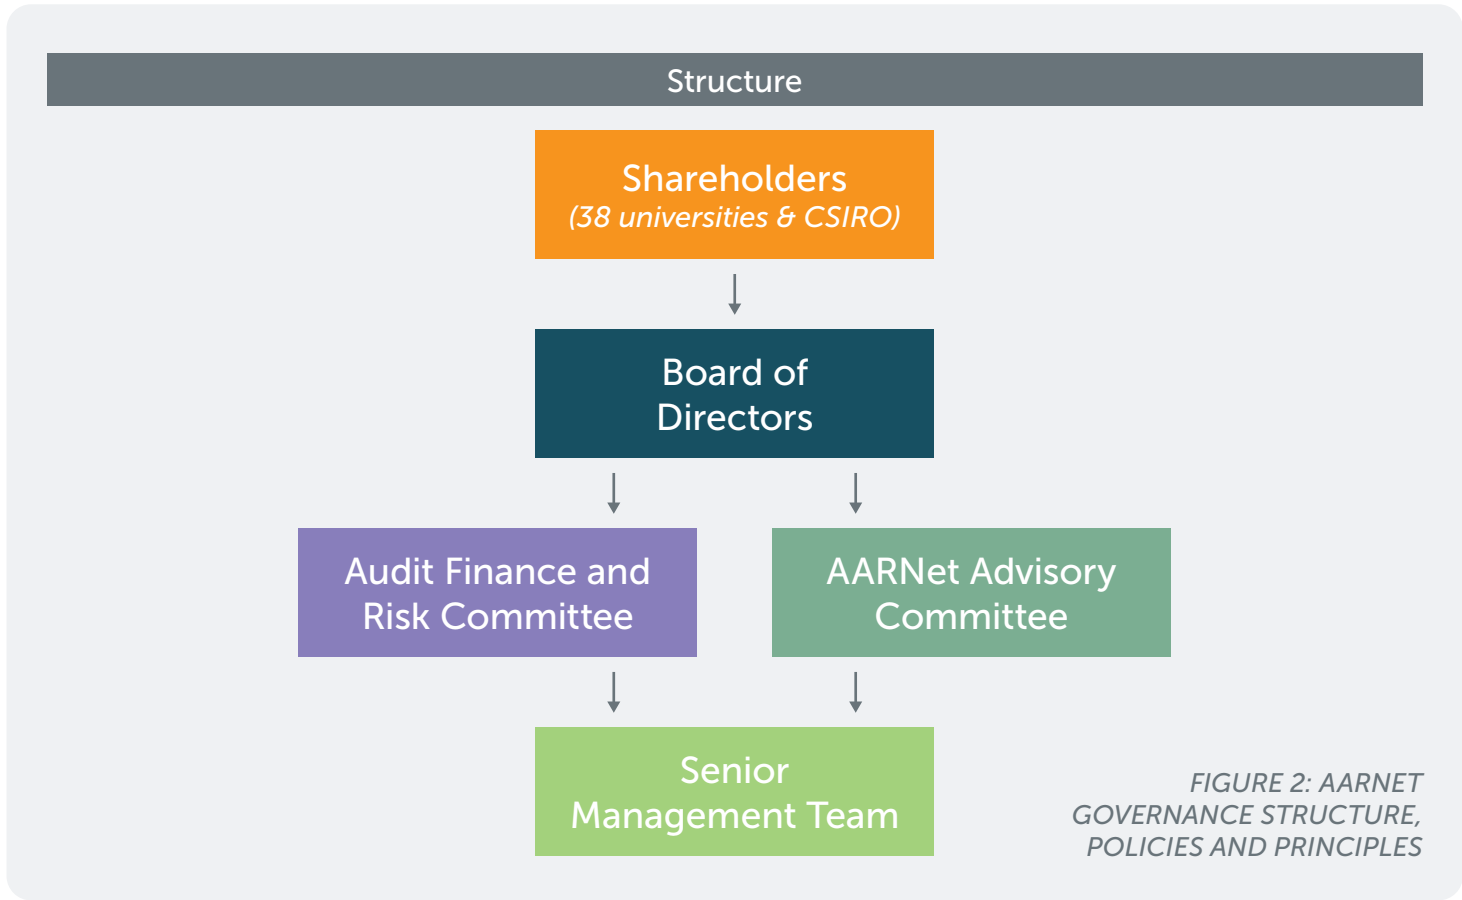 Structure
Shareholders
(38 universities & CSIRO)
Board of
Directors
Audit Finance and
Risk Committee
AARNet Advisory
Committee
Senior
Management Team
FIGURE 2: AARNET
GOVERNANCE STRUCTURE,
POLICIES AND PRINCIPLES